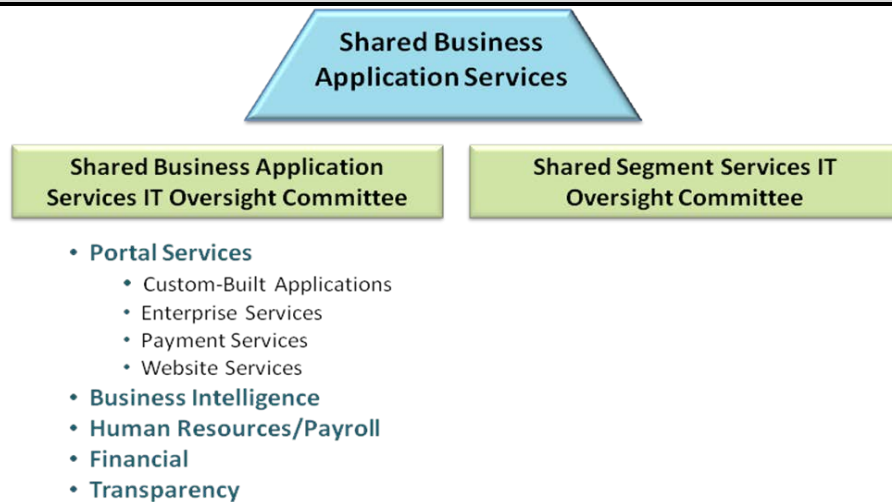 Shared Business
Application Services
Shared Business Application
Services IT Oversight Committee
Shared Segment Services IT
Oversight Committee
• Portal Services
• Custom-Built Applications
• Enterprise Services
• Payment Services
• Website Services
• Business Intelligence
• Human Resources/Payroll
• Financial
• Transparency